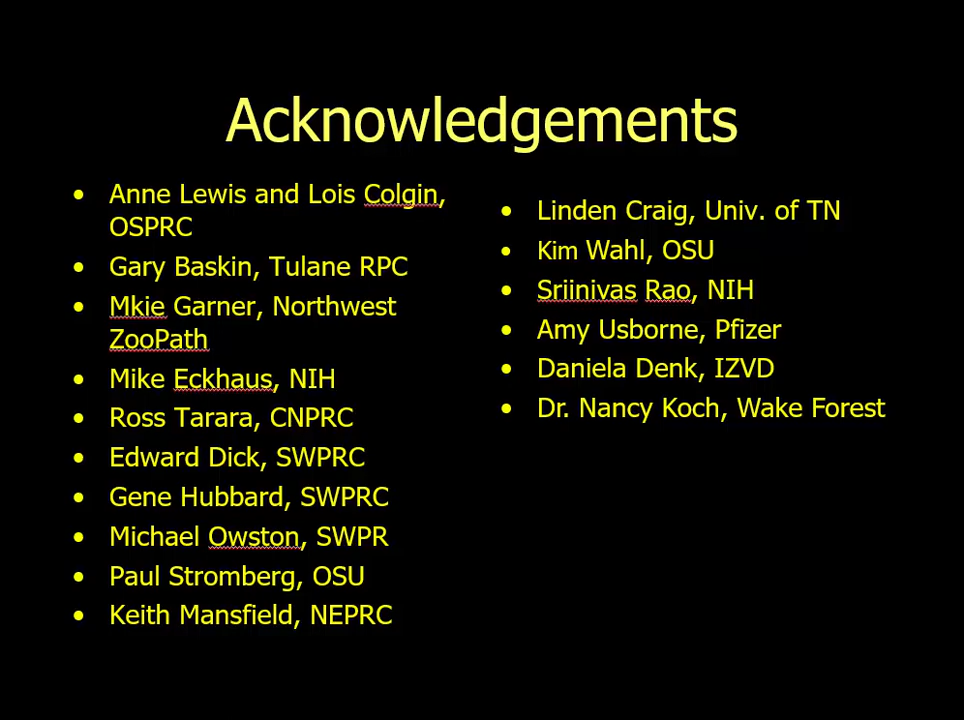 Acknowledgements
• Anne Lewis and Lois Colgin,
OSPRC
• Gary Baskin, Tulane RPC
• Mkie Garner, Northwest
ZooPath
• Mike Eckhaus, NIH
• Ross Tarara, CNPRC
• Edward Dick, SWPRC
• Gene Hubbard, SWPRC
• Michael Owston, SWPR
• Paul Stromberg, OSU
• Keith Mansfield, NEPRC
• Linden Craig, Univ. of TN
• Kim Wahl, OSU
• Sriinivas Rao, NIH
• Amy Usborne, Pfizer
• Daniela Denk, IZVD
• Dr. Nancy Koch, Wake Forest